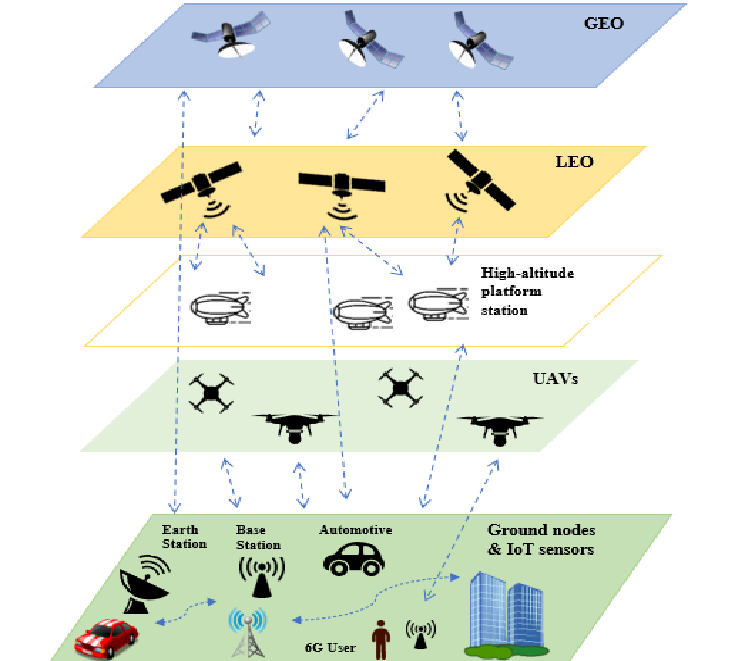 GEO
LEO
High-altitude
platform
station
UAVs
Earth
Station
Base
Station
Automotive
Ground nodes
& IoT sensors
6G User